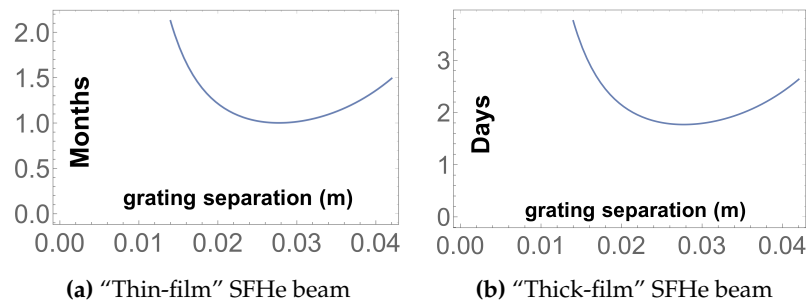 2.0
1.5
1.0
0.5
0.0
Months
grating separation (m)
0.00 0.01 0.02 0.03 0.04
(a) “Thin-film” SFHe beam
3
2
1
0
Days
grating separation (m)
0.00 0.01 0.02 0.03 0.04
(b) “Thick-film” SFHe beam